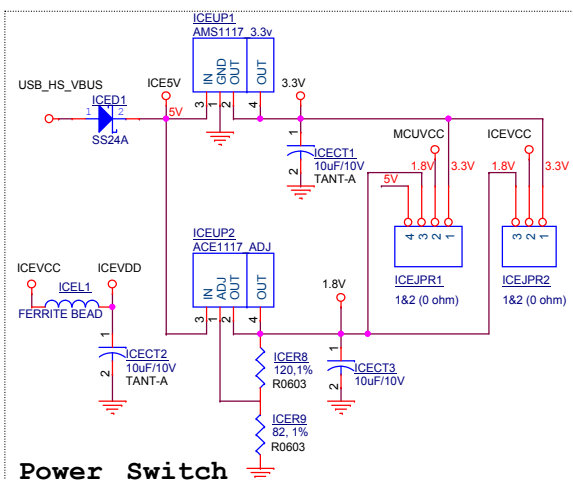 ICEUP1
AMS1117_3.3v
USB_HS_VBUS
ICE5V
IN
GND
OUT
OUT
3.3V
ICED1
3
1
2
4
1
2
5V
SS24A
MCUVCC
ICEVCC
1
ICECT1
10uF/10V
TANT-A
2
1.8V
3.3V
1.8V
3.3V
5V
4
3
2
1
3
2
1
ICEUP2
ACE1117_ADJ
ICEJPR1
1&2 (0 ohm)
ICEJPR2
1&2 (0 ohm)
ICEVCC
ICEVDD
ICEL1
FERRITE BEAD
IN
ADJ
OUT
OUT
1.8V
3
1
2
4
1
ICECT2
10uF/10V
TANT-A
2
ICER8
120,1%
R0603
1
ICECT3
10uF/10V
2
ICER9
82, 1%
R0603
Power Switch